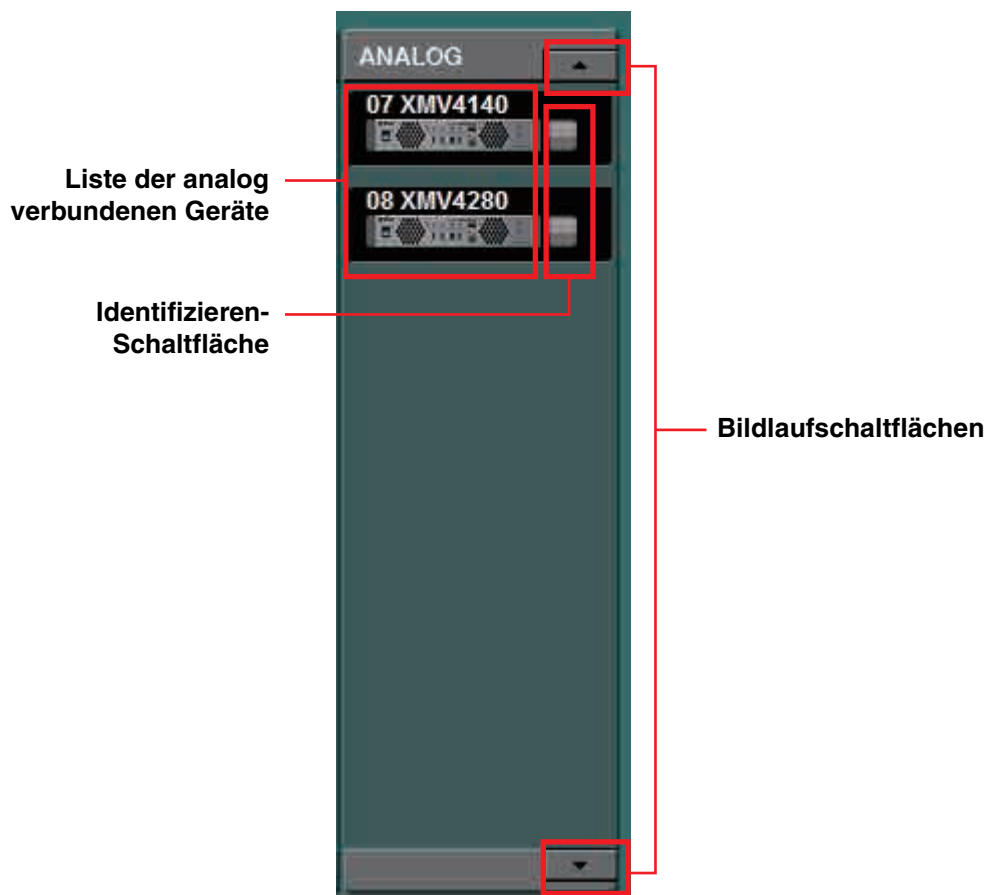 ANALOG
07 XMV4140
08 XMV4280
Liste der analog
verbundenen Geräte
Identifizieren-
Schaltfläche
Bildlaufschaltflächen